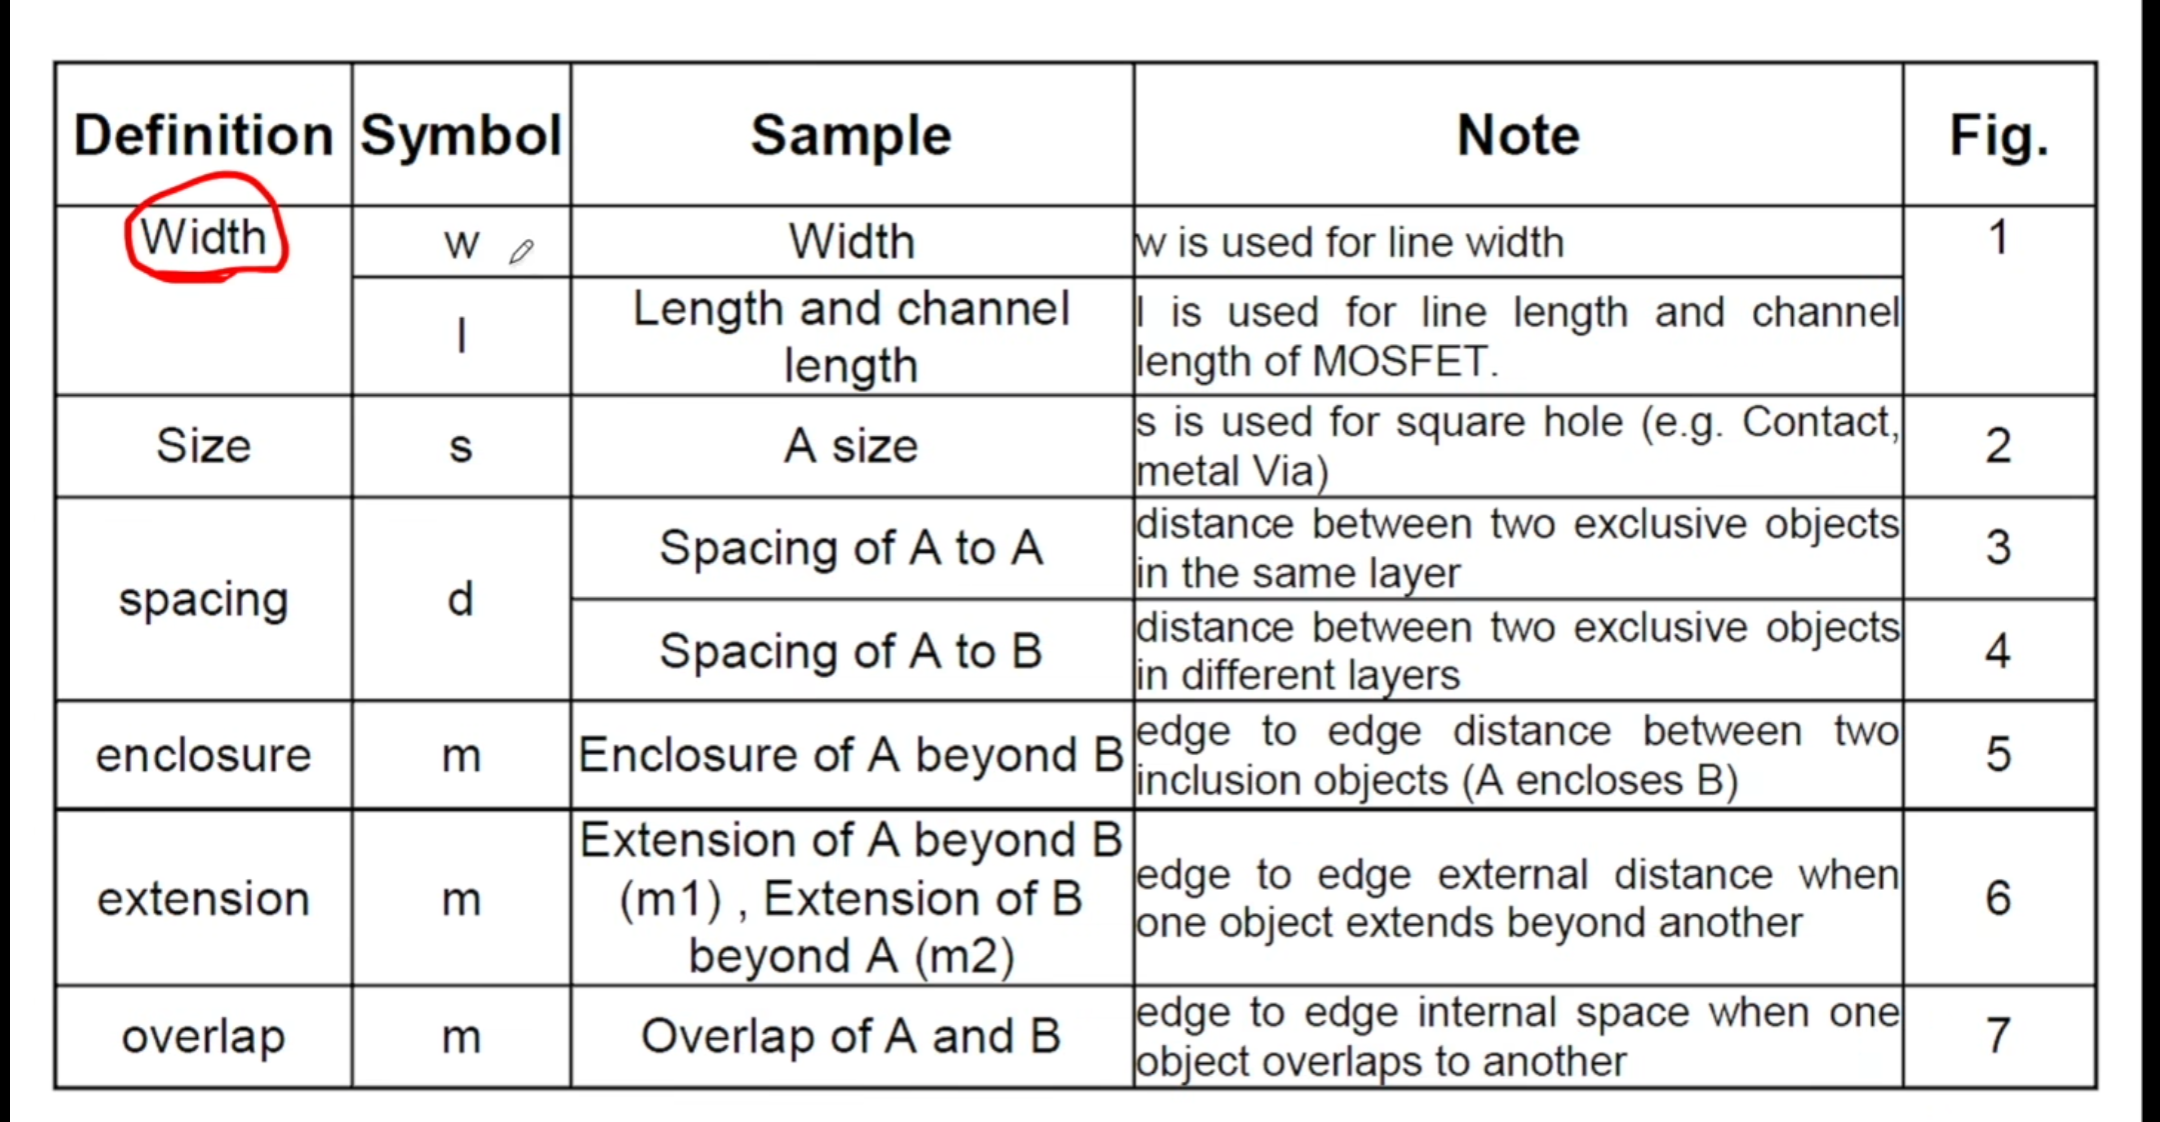 Definition Symbol Sample Note Fig.
Width w Width w is used for line width 1
l Length and channel
length
l is used for line length and channel
length of MOSFET.
Size s A size
s is used for square hole (e.g. Contact,
metal Via)
2
spacing d
Spacing of A to A
distance between two exclusive objects
in the same layer
3
Spacing of A to B
distance between two exclusive objects
in different layers
4
enclosure m Enclosure of A beyond B
edge to edge distance between two
inclusion objects (A encloses B)
5
extension m
Extension of A beyond B
(m1) , Extension of B
beyond A (m2)
edge to edge external distance when
one object extends beyond another
6
overlap m Overlap of A and B
edge to edge internal space when one
object overlaps to another
7